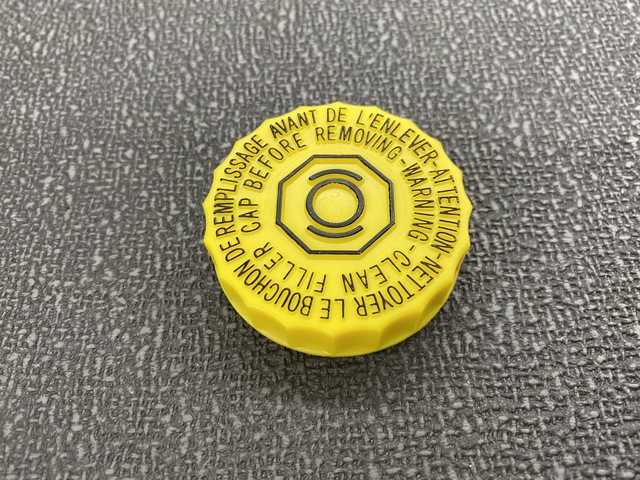 ATTENTION-NETTOYER LE BOUCHON DE REMPLISSAGE AVANT DE L'ENLEVER-
WARNING-CLEAN FILLER CAP BEFORE REMOVING-